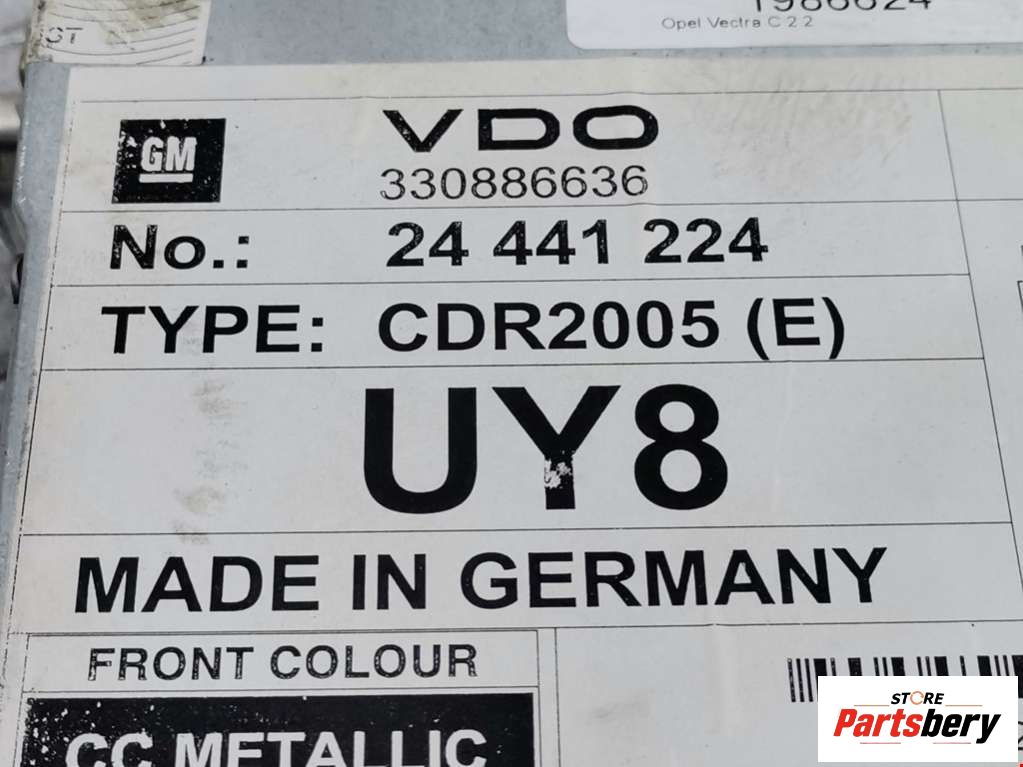 ST
Opel Vectra C 2.2
GM
VDO
330886636
No.: 24 441 224
TYPE: CDR2005 (E)
UY8
MADE IN GERMANY
FRONT COLOUR
CC METALLIC
STORE
Partsbery